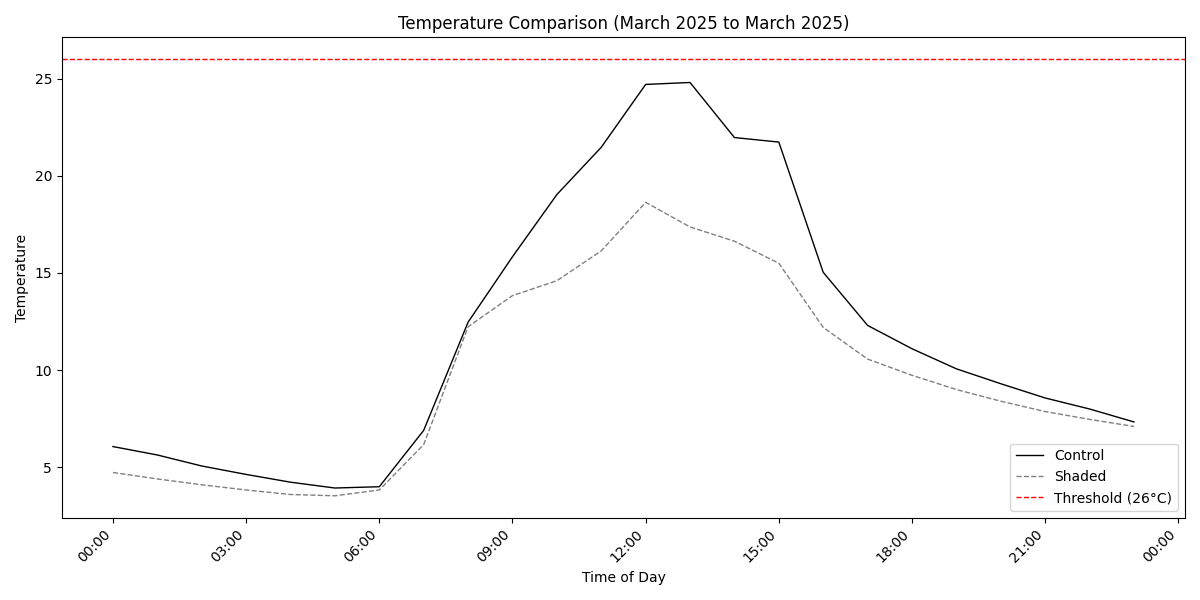 Temperature Comparison (March 2025 to March 2025)
25
20
15
10
5
Temperature
Control
Shaded
Threshold (26°C)
00:00
03:00
06:00
09:00
12:00
15:00
18:00
21:00
00:00
Time of Day